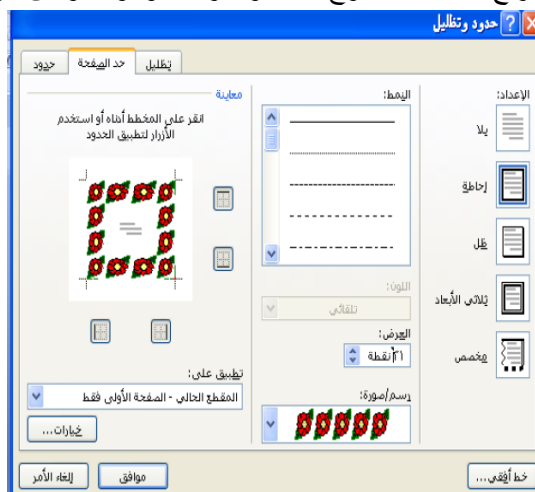 حدود وتظليل
حدود
حد الصفحة
تظليل
الإعداد:
بلا
إحاطة
ظل
ثلاثي الأبعاد
مخصص
النمط:
اللون:
تلقائي
العرض:
نقطة
رسم/صورة:
معاينة
انقر على المخطط أدناه أو استخدم
الأزرار لتطبيق الحدود
تطبيق على:
المقطع الحالي - الصفحة الأولى فقط
خيارات...
خط أفقي...
موافق
إلغاء الأمر